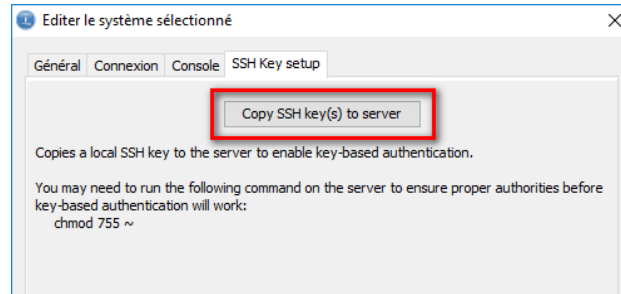 Editer le système sélectionné
Général Connexion Console SSH Key setup
Copy SSH key(s) to server
Copies a local SSH key to the server to enable key-based authentication.
You may need to run the following command on the server to ensure proper authorities before
key-based authentication will work:
chmod 755 ~